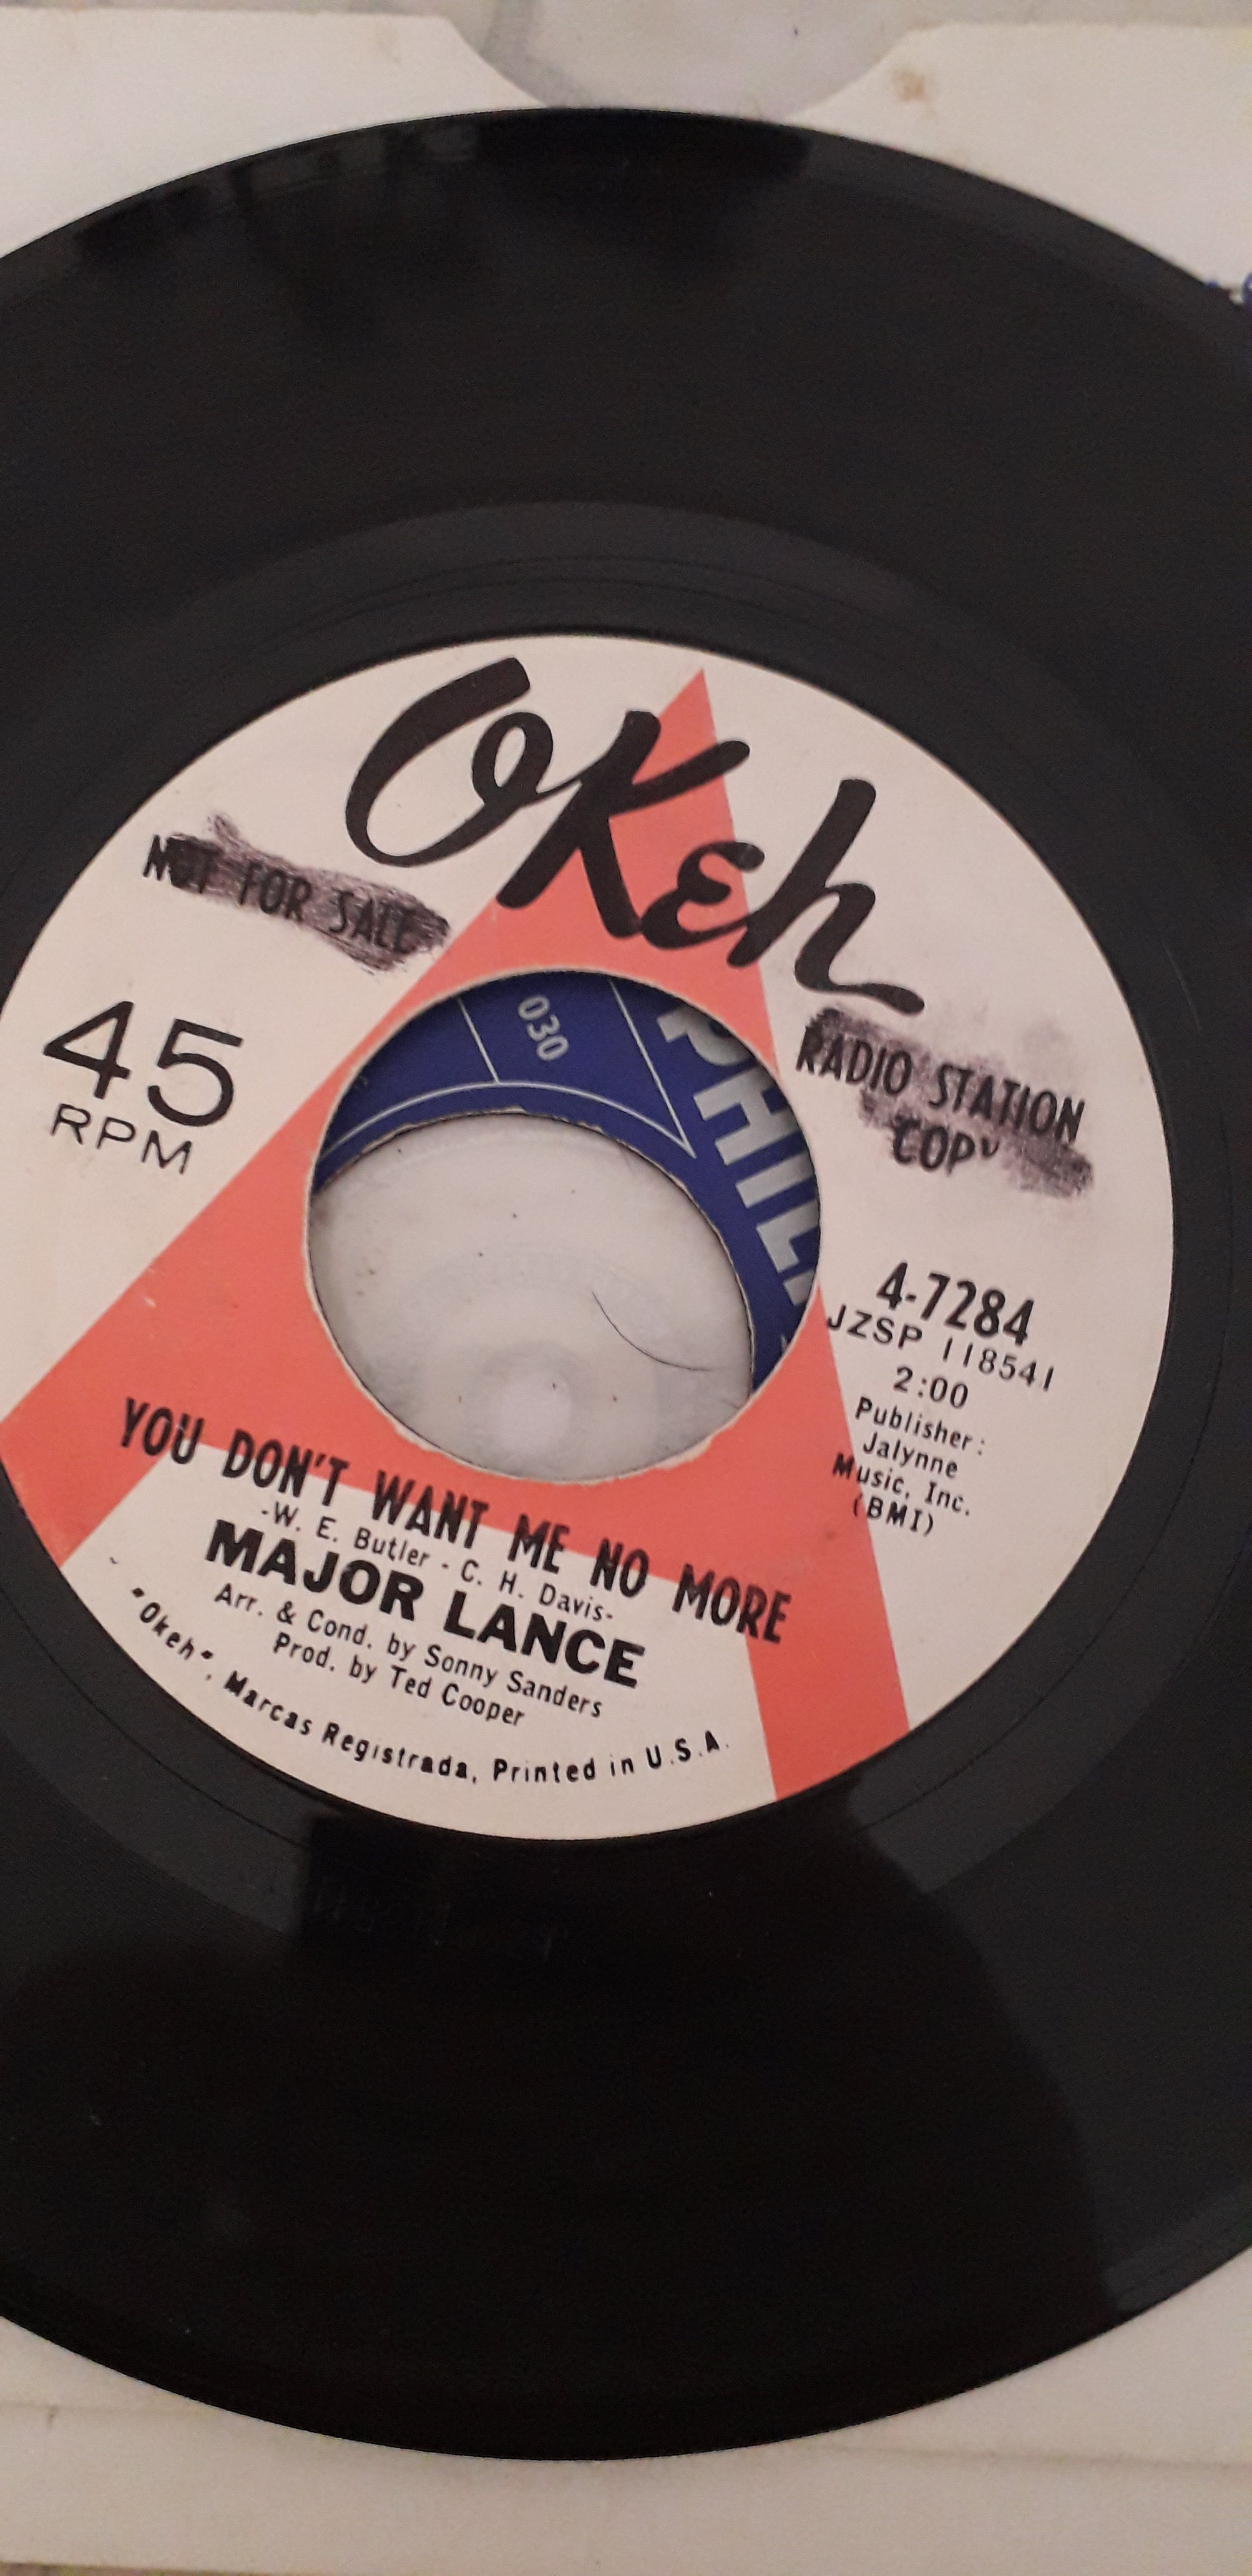 OKeh
NOT FOR SALE
45
RPM
030
RADIO STATION
COPY
4-7284
JZSP 118541
2:00
Publisher:
Jalynne
Music, Inc.
(BMI)
YOU DON'T WANT ME NO MORE
-W. E. Butler - C. H. Davis-
MAJOR LANCE
Arr. & Cond. by Sonny Sanders
Prod. by Ted Cooper
"Okeh", Marcas Registrada, Printed in U.S.A.